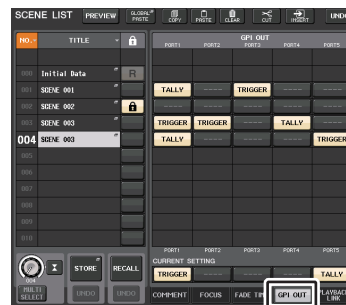 SCENE LIST PREVIEW GLOBAL PASTE COPY PASTE CLEAR CUT INSERT UNDO
NO. TITLE GPI OUT
PORT1 PORT2 PORT3 PORT4 PORT5
000 Initial Data R
001 SCENE 001 TALLY ---- TRIGGER ---- ----
002 SCENE 002 ---- ---- ---- ---- ----
003 SCENE 003 TRIGGER TRIGGER ---- TALLY ----
004 SCENE 003 TALLY ---- ---- ---- TRIGGER
005
006
007
008
009
010
PORT1 PORT2 PORT3 PORT4 PORT5
CURRENT SETTING
STORE RECALL TRIGGER ---- ---- ---- TALLY
004
MULTI SELECT UNDO UNDO COMMENT FOCUS FADE TIM GPI OUT PLAYBACK LINK